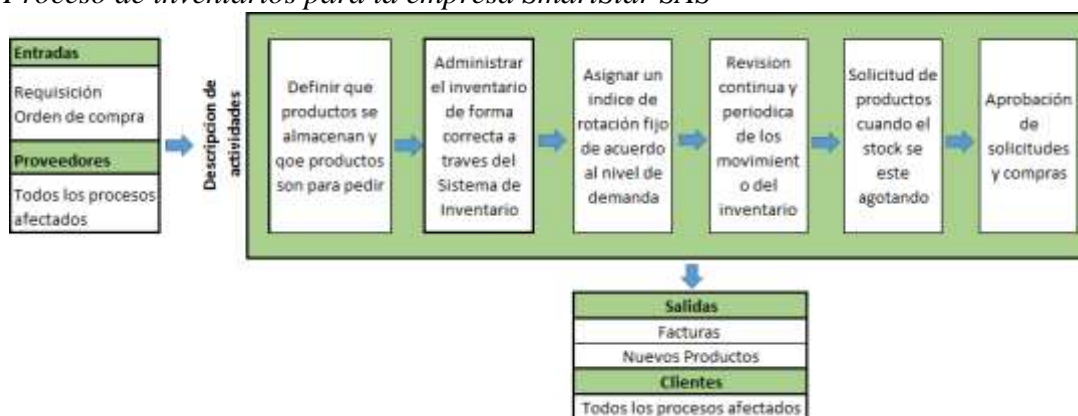 Proceso de inventarios para la empresa SmartStar SAS
Entradas
Requisición
Orden de compra
Proveedores
Todos los procesos
afectados
Descripcion de
actividades
Definir que
productos se
almacenan y
qoe productos
son para pedir
Administrar
el inventario
de forma
correcta a
traves del
Sistema de
Inventario
Asignar un
indice de
rotación fijo
de acuerdo
al nivel de
demanda
Revision
continua y
periodica
de los
movimient
o del
inventario
Solicitud de
productos
cuando el
stock se
este
agotando
Aprobación
de
solicitudes
y compras
Salidas
Facturas
Nuevos Productos
Clientes
Todos los procesos afectados